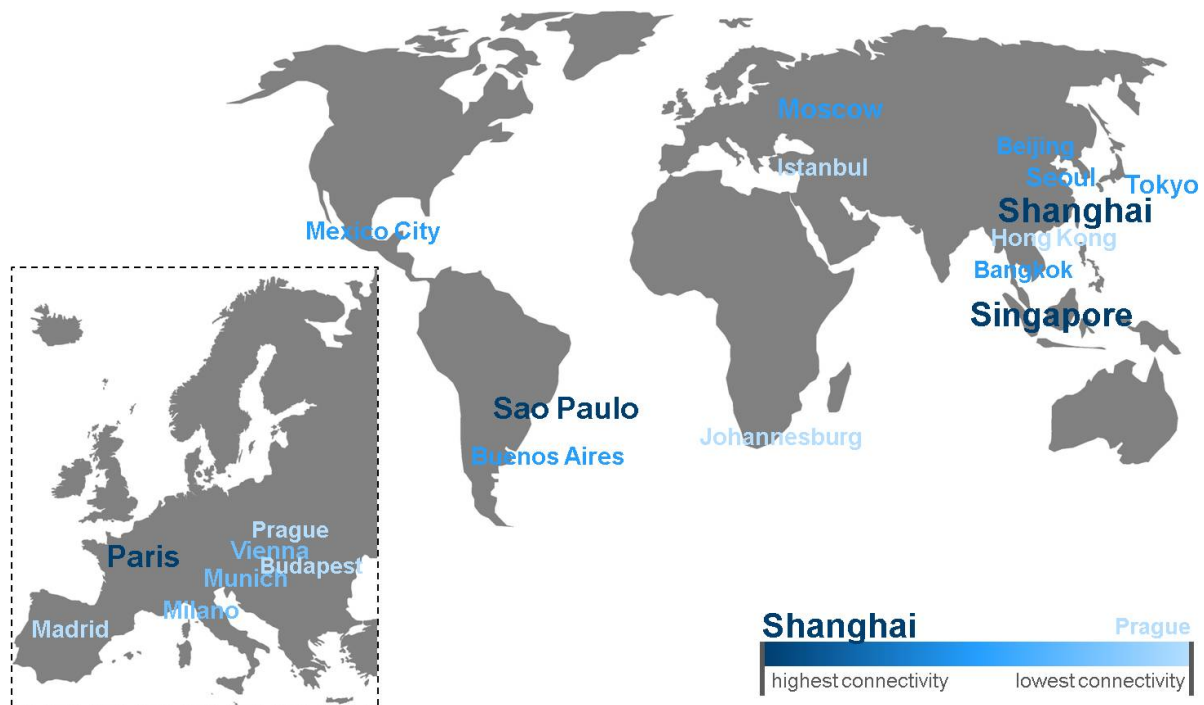 Moscow
Istanbul
Beijing
Seoul
Tokyo
Shanghai
Mexico City
Hong Kong
Bangkok
Singapore
Sao Paulo
Johannesburg
Buenos Aires
Prague
Vienna
Paris
Budapest
Munich
Milano
Madrid
Shanghai
Prague
highest connectivity
lowest connectivity